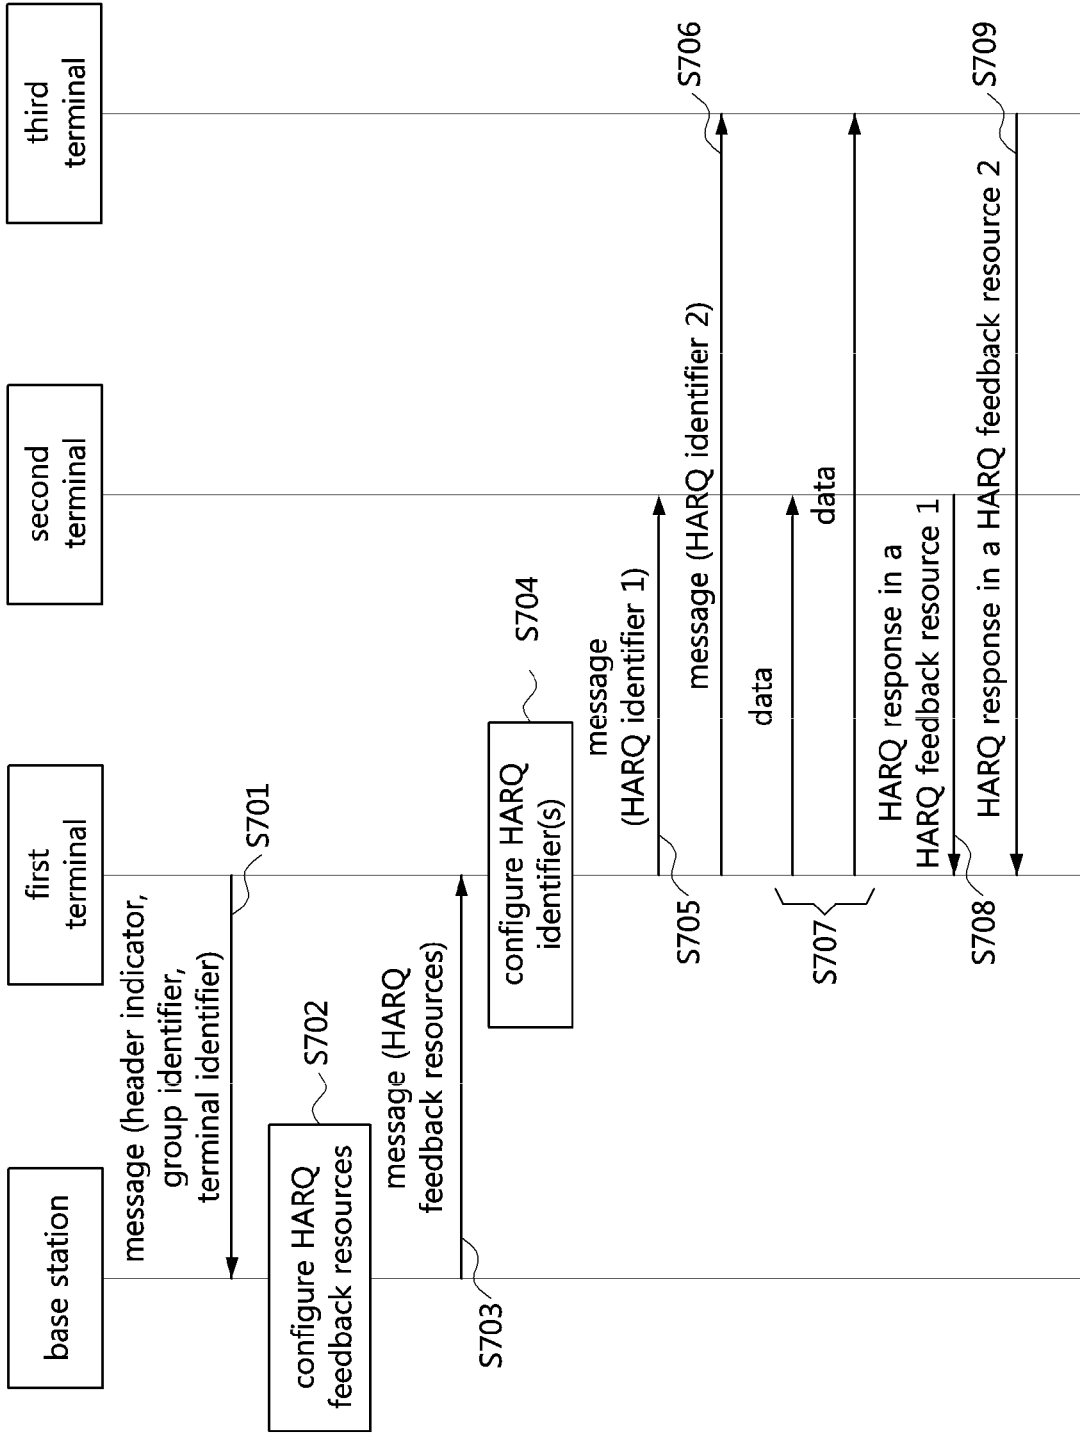 base station
first
terminal
second
terminal
third
terminal
message (header indicator,
group identifier,
terminal identifier)
S701
configure HARQ
feedback resources
S702
message (HARQ
feedback resources)
S703
configure HARQ
identifier(s)
S704
message
(HARQ identifier 1)
S705
message (HARQ identifier 2)
S706
data
data
S707
HARQ response in a
HARQ feedback resource 1
S708
HARQ response in a HARQ feedback resource 2
S709